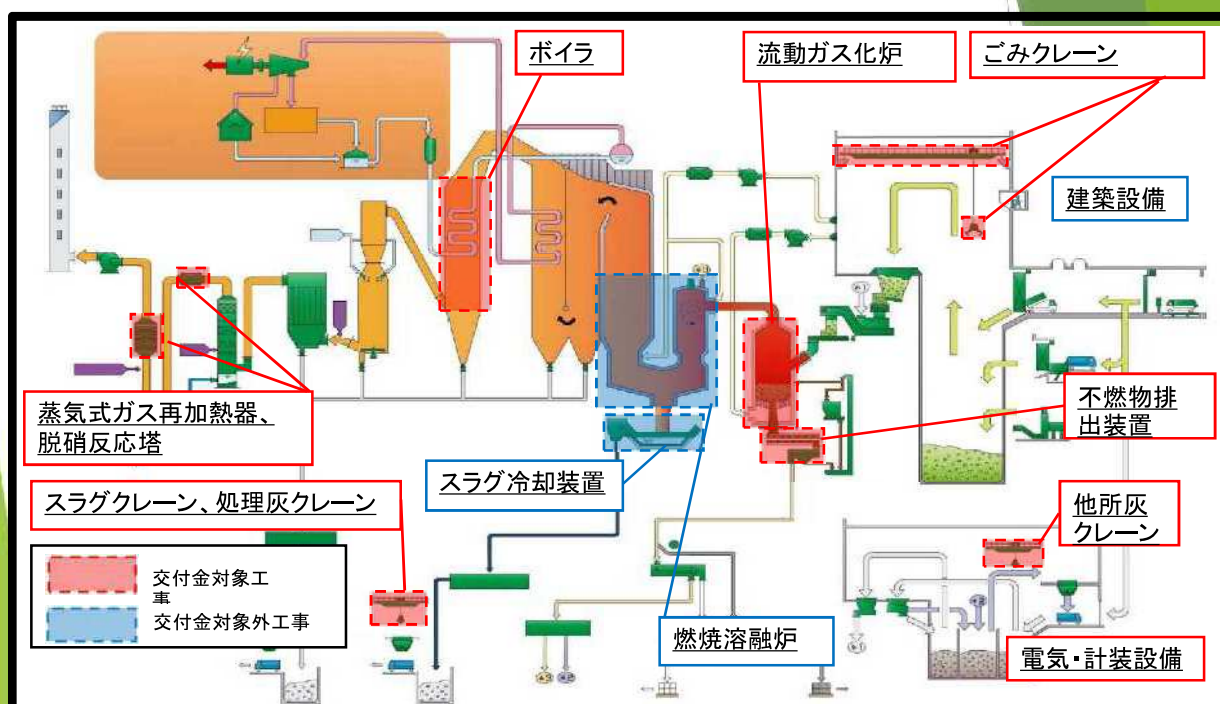 ボイラ
流動ガス化炉
ごみクレーン
建築設備
蒸気式ガス再加熱器、
脱硝反応塔
不燃物排
出装置
スラグ冷却装置
スラグクレーン、処理灰クレーン
他所灰
クレーン
交付金対象工
事
交付金対象外工事
燃焼溶融炉
電気・計装設備